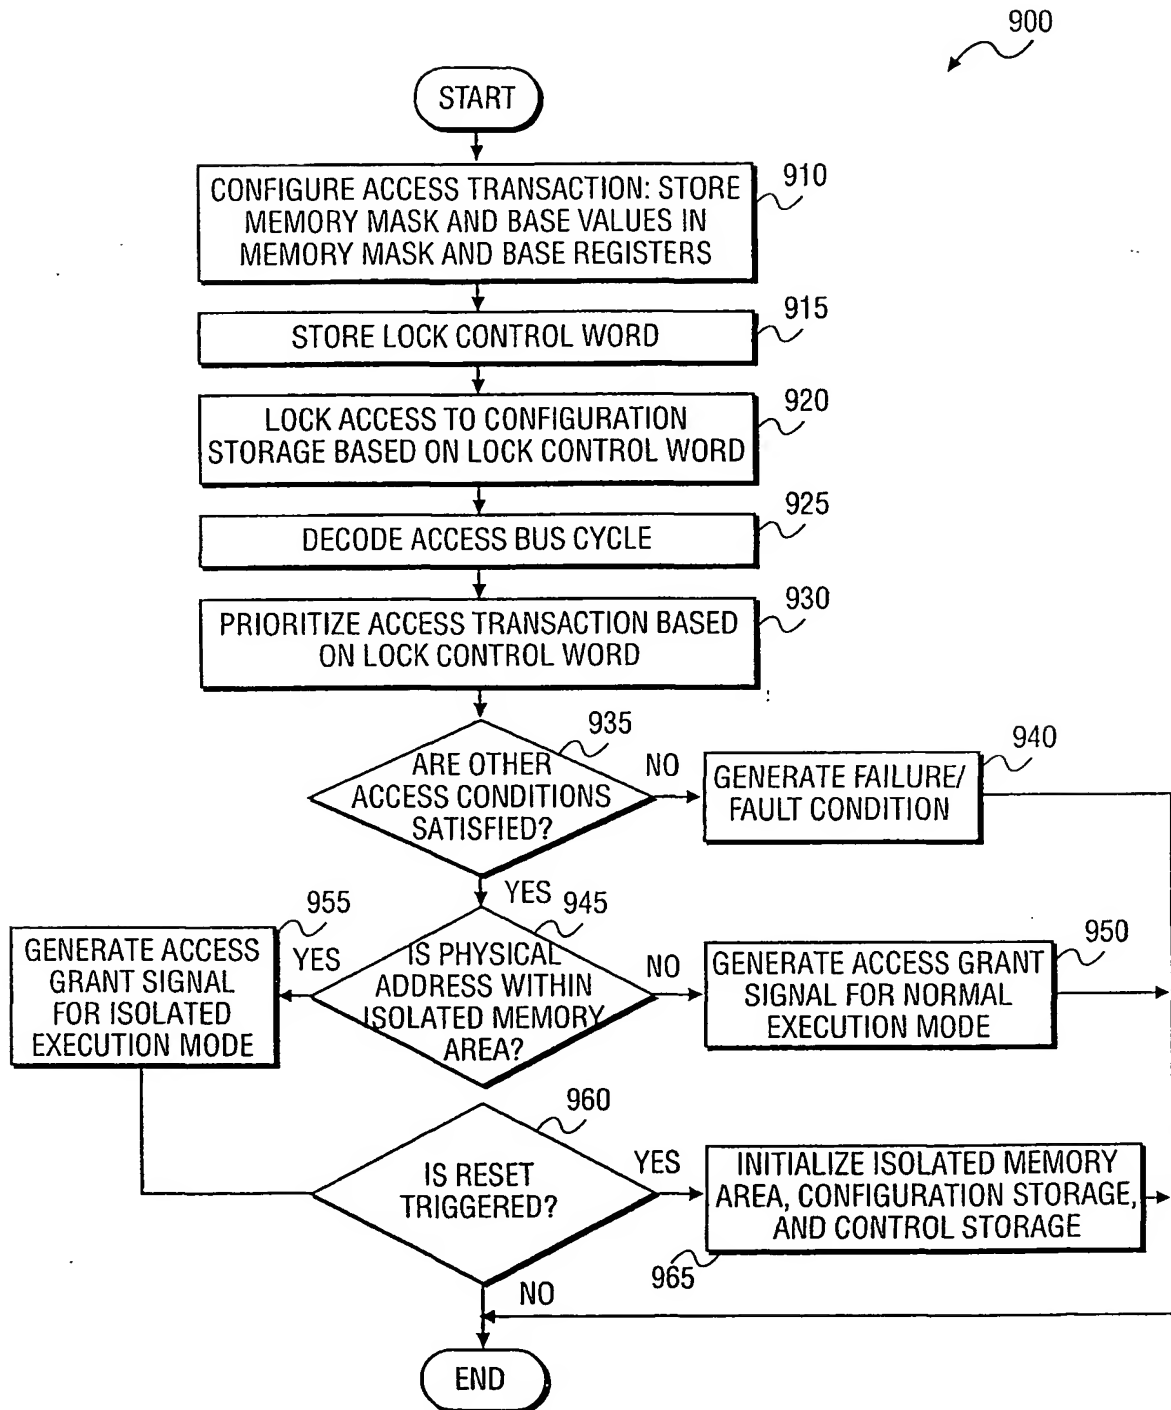 900
START
CONFIGURE ACCESS TRANSACTION: STORE
MEMORY MASK AND BASE VALUES IN
MEMORY MASK AND BASE REGISTERS
910
STORE LOCK CONTROL WORD
915
LOCK ACCESS TO CONFIGURATION
STORAGE BASED ON LOCK CONTROL WORD
920
DECODE ACCESS BUS CYCLE
925
PRIORITIZE ACCESS TRANSACTION BASED
ON LOCK CONTROL WORD
930
ARE OTHER
ACCESS CONDITIONS
SATISFIED?
935
NO
GENERATE FAILURE/
FAULT CONDITION
940
YES
IS PHYSICAL
ADDRESS WITHIN
ISOLATED MEMORY
AREA?
945
NO
GENERATE ACCESS GRANT
SIGNAL FOR NORMAL
EXECUTION MODE
950
YES
GENERATE ACCESS
GRANT SIGNAL
FOR ISOLATED
EXECUTION MODE
955
IS RESET
TRIGGERED?
960
YES
INITIALIZE ISOLATED MEMORY
AREA, CONFIGURATION STORAGE,
AND CONTROL STORAGE
965
NO
END